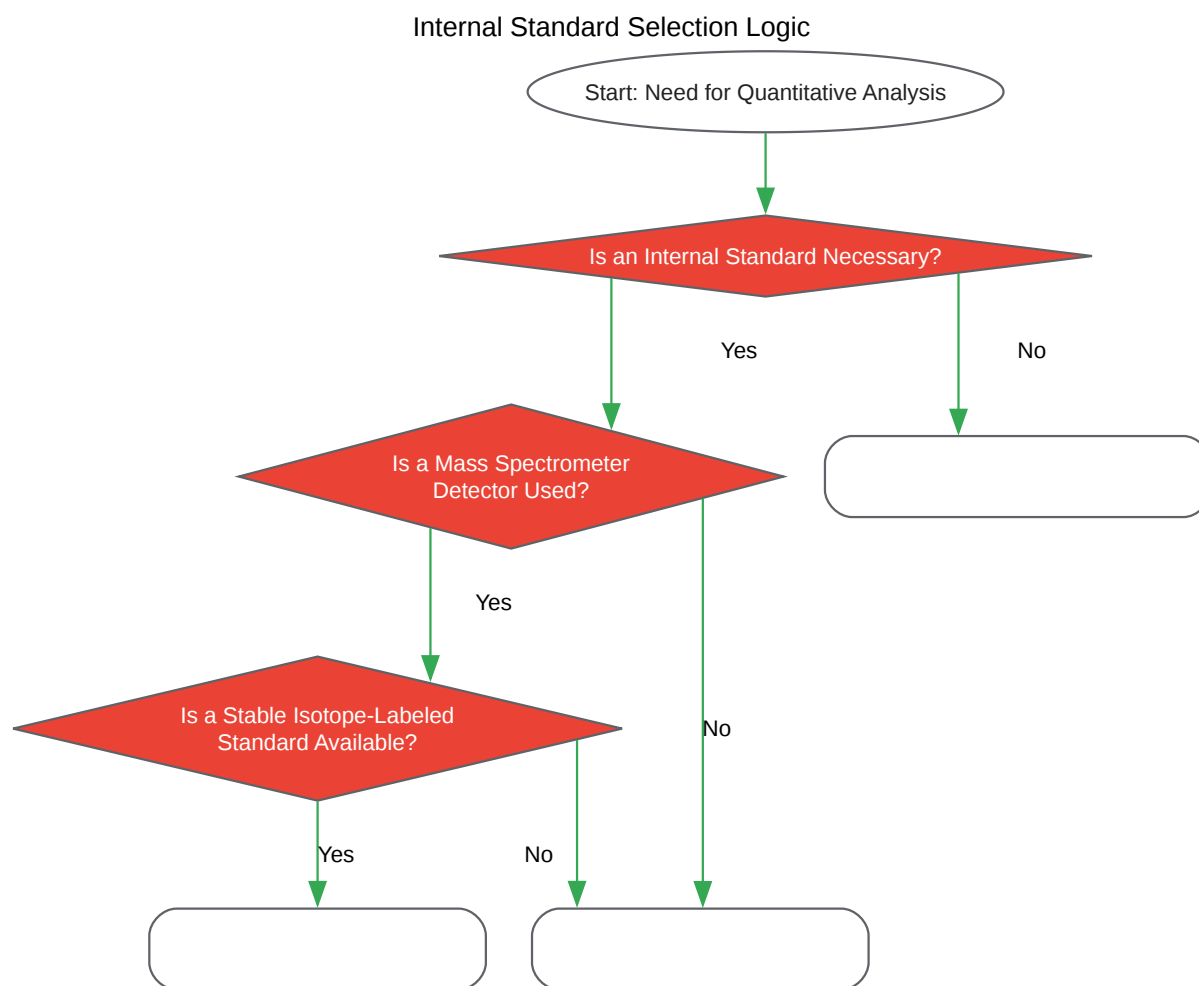 Internal Standard Selection Logic
Start: Need for Quantitative Analysis
Is an Internal Standard Necessary?
Yes
No
Is a Mass Spectrometer
Detector Used?
Yes
No
Is a Stable Isotope-Labeled
Standard Available?
Yes
No